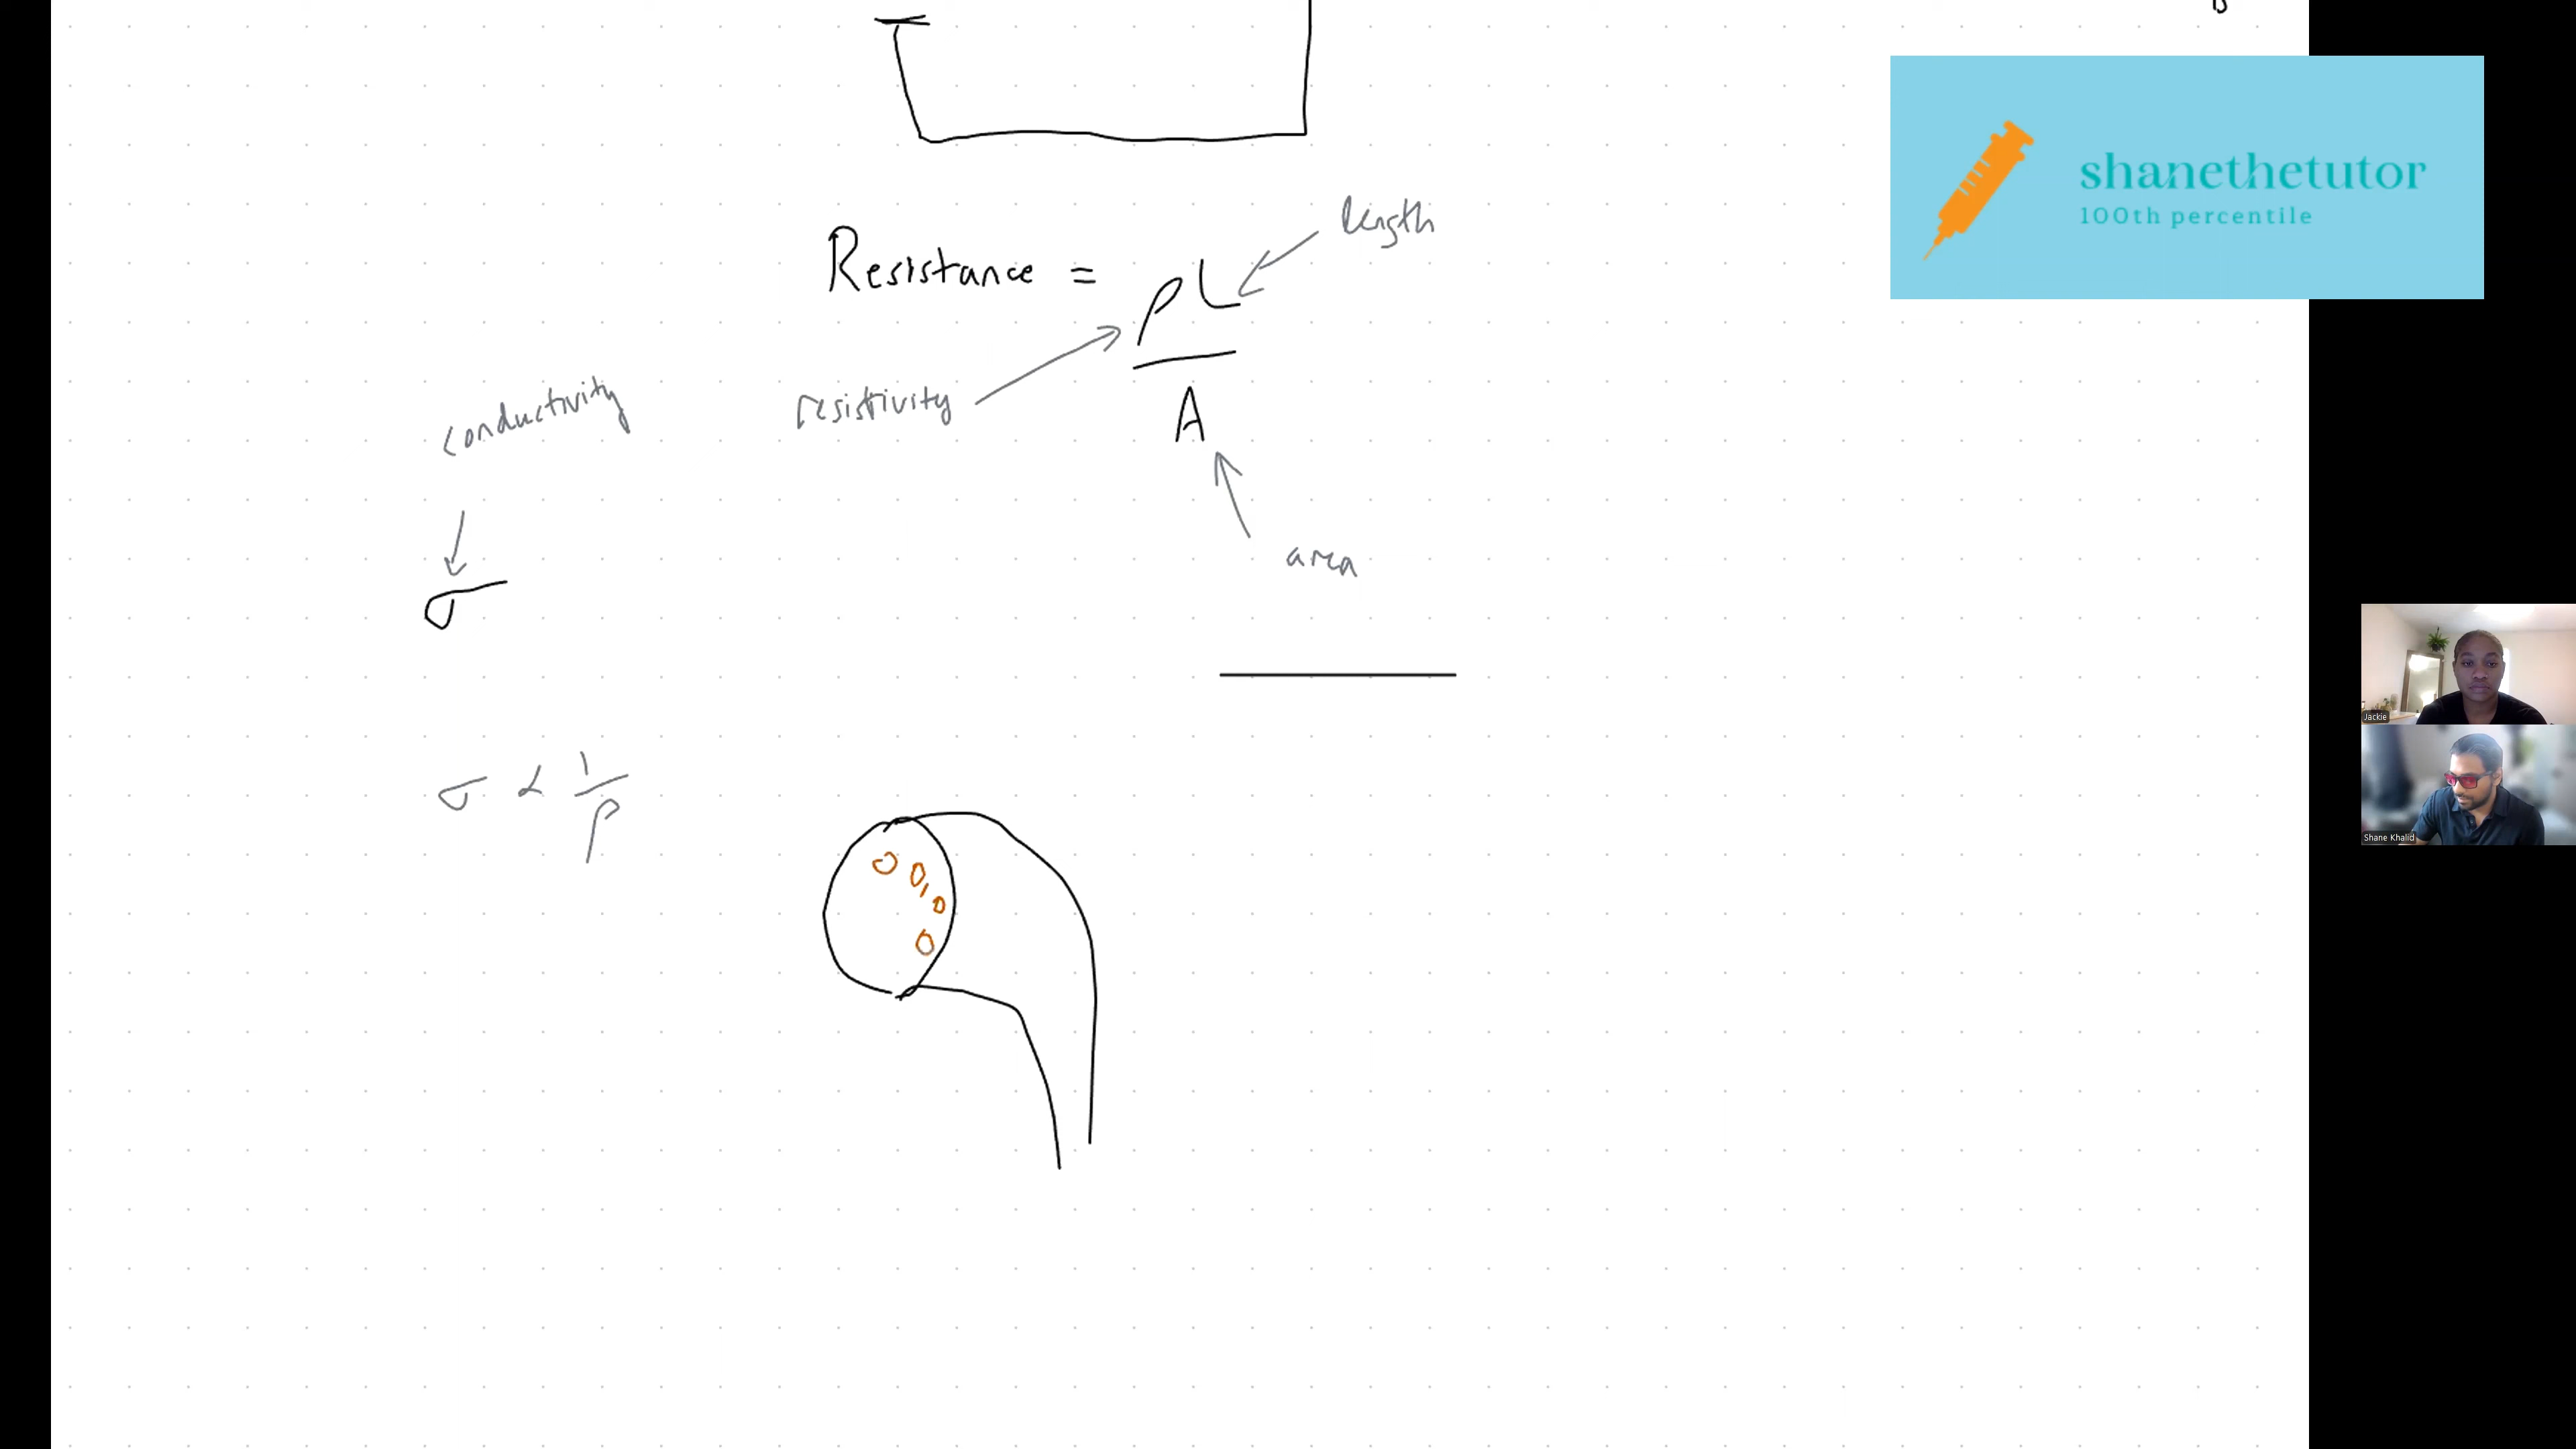 length
shanethetutor
100th percentile
Resistance = ρL
A
conductivity
resistivity
area
σ
σ ∝ 1/ρ
Jackie
Shane Khalid